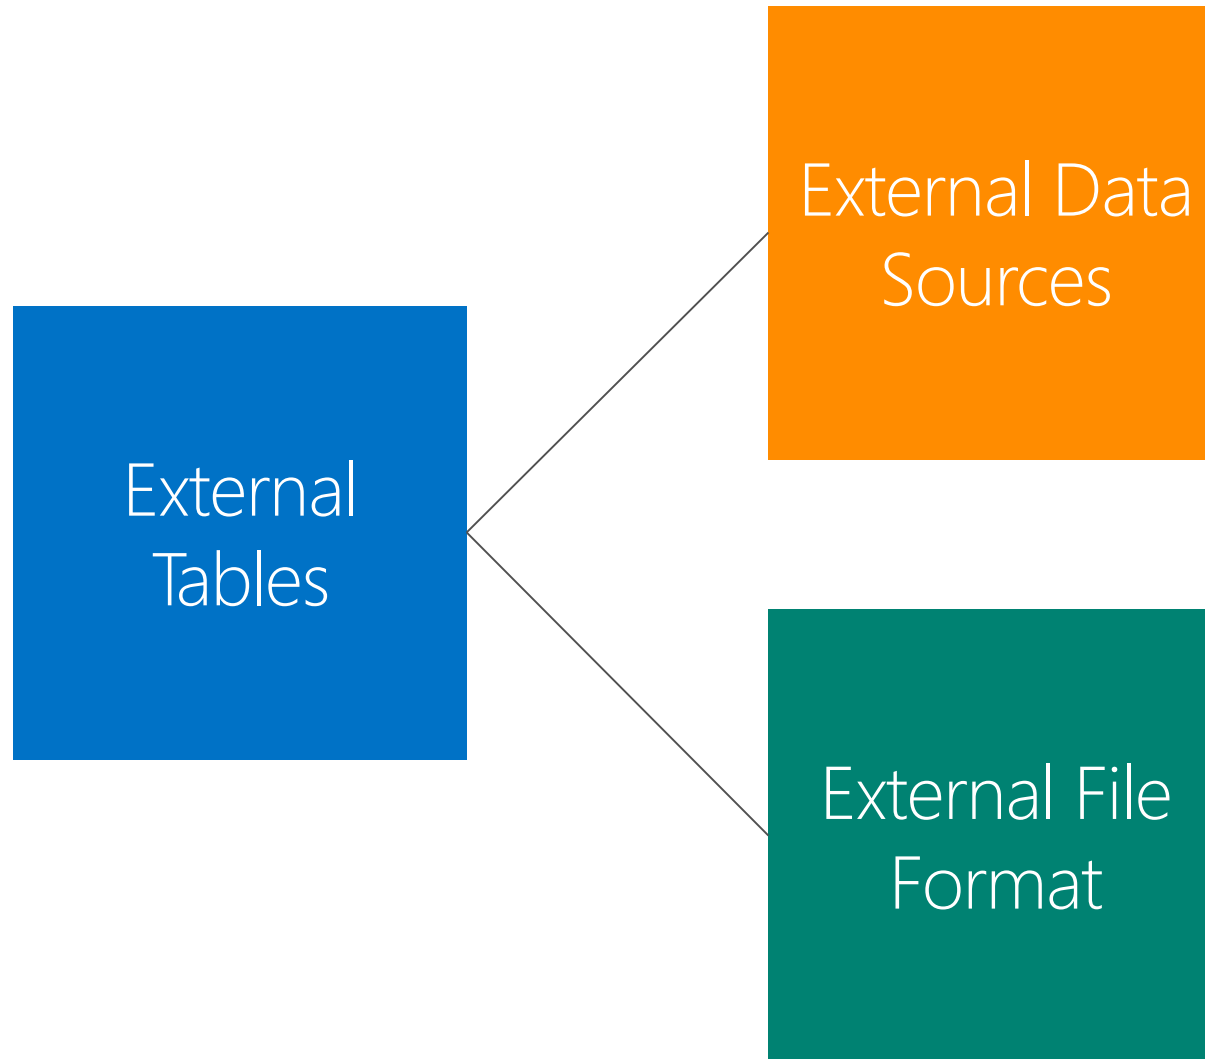 External Data
Sources
External
Tables
External File
Format